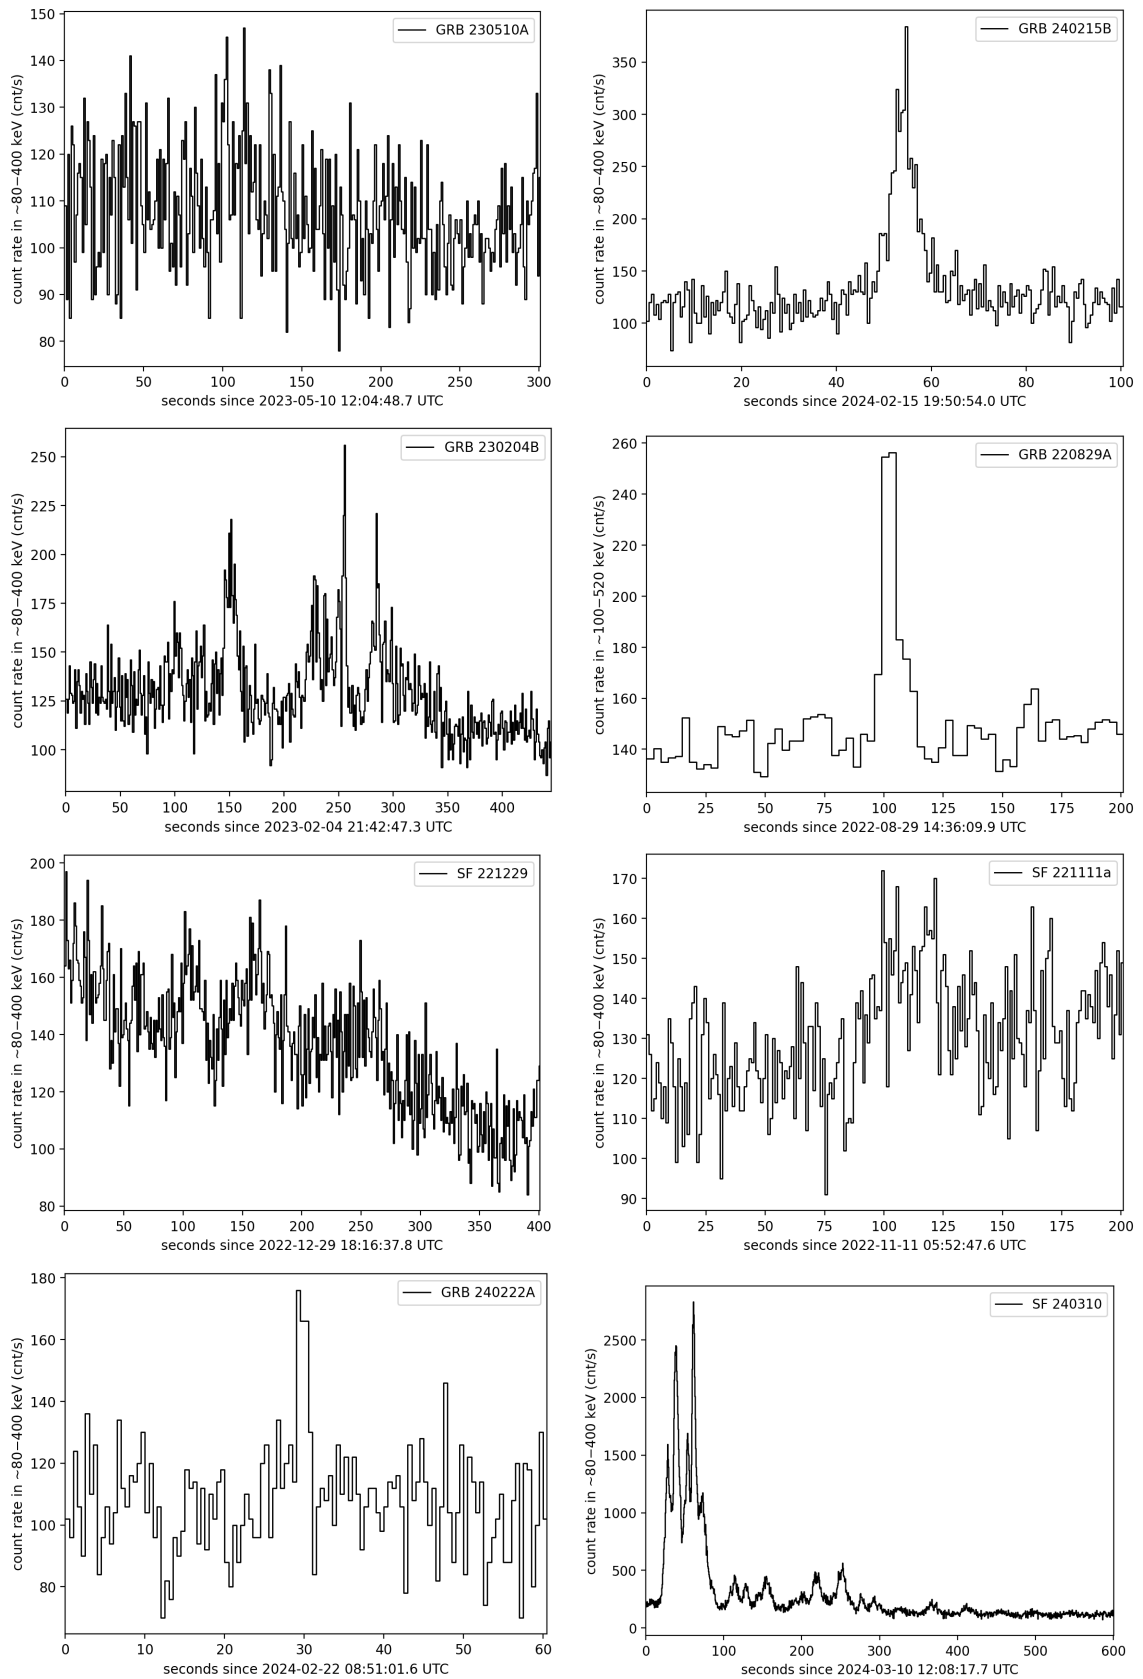 GRB 230510A
count rate in ~80−400 keV (cnt/s)
150
140
130
120
110
100
90
80
0 50 100 150 200 250 300
seconds since 2023-05-10 12:04:48.7 UTC
GRB 240215B
count rate in ~80−400 keV (cnt/s)
350
300
250
200
150
100
0 20 40 60 80 100
seconds since 2024-02-15 19:50:54.0 UTC
GRB 230204B
count rate in ~80−400 keV (cnt/s)
250
225
200
175
150
125
100
0 50 100 150 200 250 300 350 400
seconds since 2023-02-04 21:42:47.3 UTC
GRB 220829A
count rate in ~100−520 keV (cnt/s)
260
240
220
200
180
160
140
0 25 50 75 100 125 150 175 200
seconds since 2022-08-29 14:36:09.9 UTC
SF 221229
count rate in ~80−400 keV (cnt/s)
200
180
160
140
120
100
80
0 50 100 150 200 250 300 350 400
seconds since 2022-12-29 18:16:37.8 UTC
SF 221111a
count rate in ~80−400 keV (cnt/s)
170
160
150
140
130
120
110
100
90
0 25 50 75 100 125 150 175 200
seconds since 2022-11-11 05:52:47.6 UTC
GRB 240222A
count rate in ~80−400 keV (cnt/s)
180
160
140
120
100
80
0 10 20 30 40 50 60
seconds since 2024-02-22 08:51:01.6 UTC
SF 240310
count rate in ~80−400 keV (cnt/s)
2500
2000
1500
1000
500
0
0 100 200 300 400 500 600
seconds since 2024-03-10 12:08:17.7 UTC